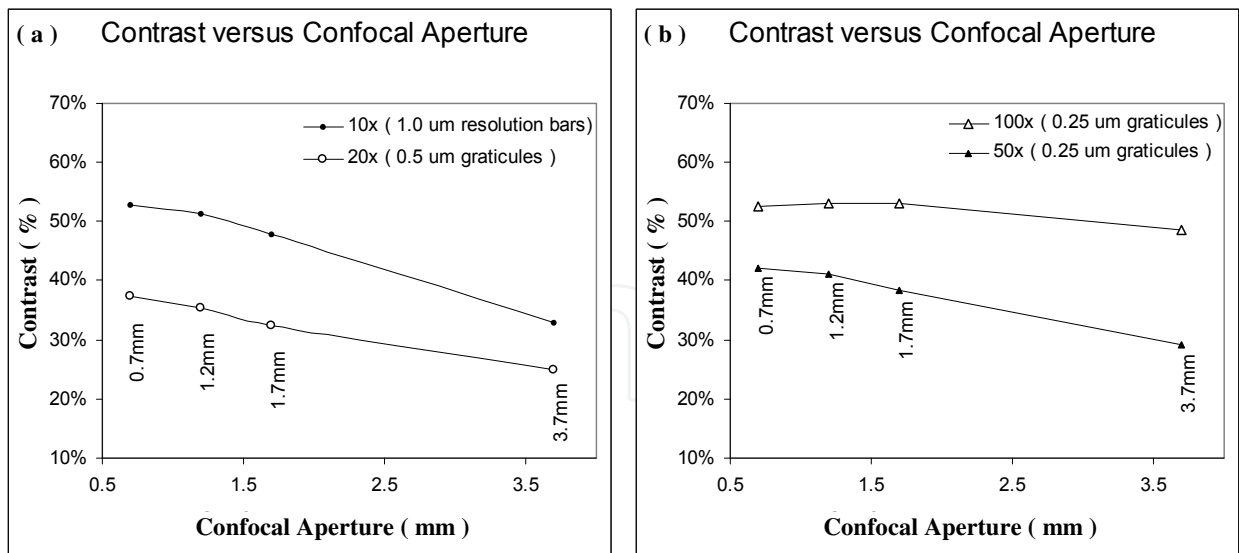 ( a ) Contrast versus Confocal Aperture
70%
60%
50%
40%
30%
20%
10%
Contrast ( % )
10x ( 1.0 um resolution bars)
20x ( 0.5 um graticules )
0.7mm
1.2mm
1.7mm
3.7mm
0.5 1.5 2.5 3.5
Confocal Aperture ( mm )
( b ) Contrast versus Confocal Aperture
70%
60%
50%
40%
30%
20%
10%
Contrast ( % )
100x ( 0.25 um graticules )
50x ( 0.25 um graticules )
0.7mm
1.2mm
1.7mm
3.7mm
0.5 1.5 2.5 3.5
Confocal Aperture ( mm )